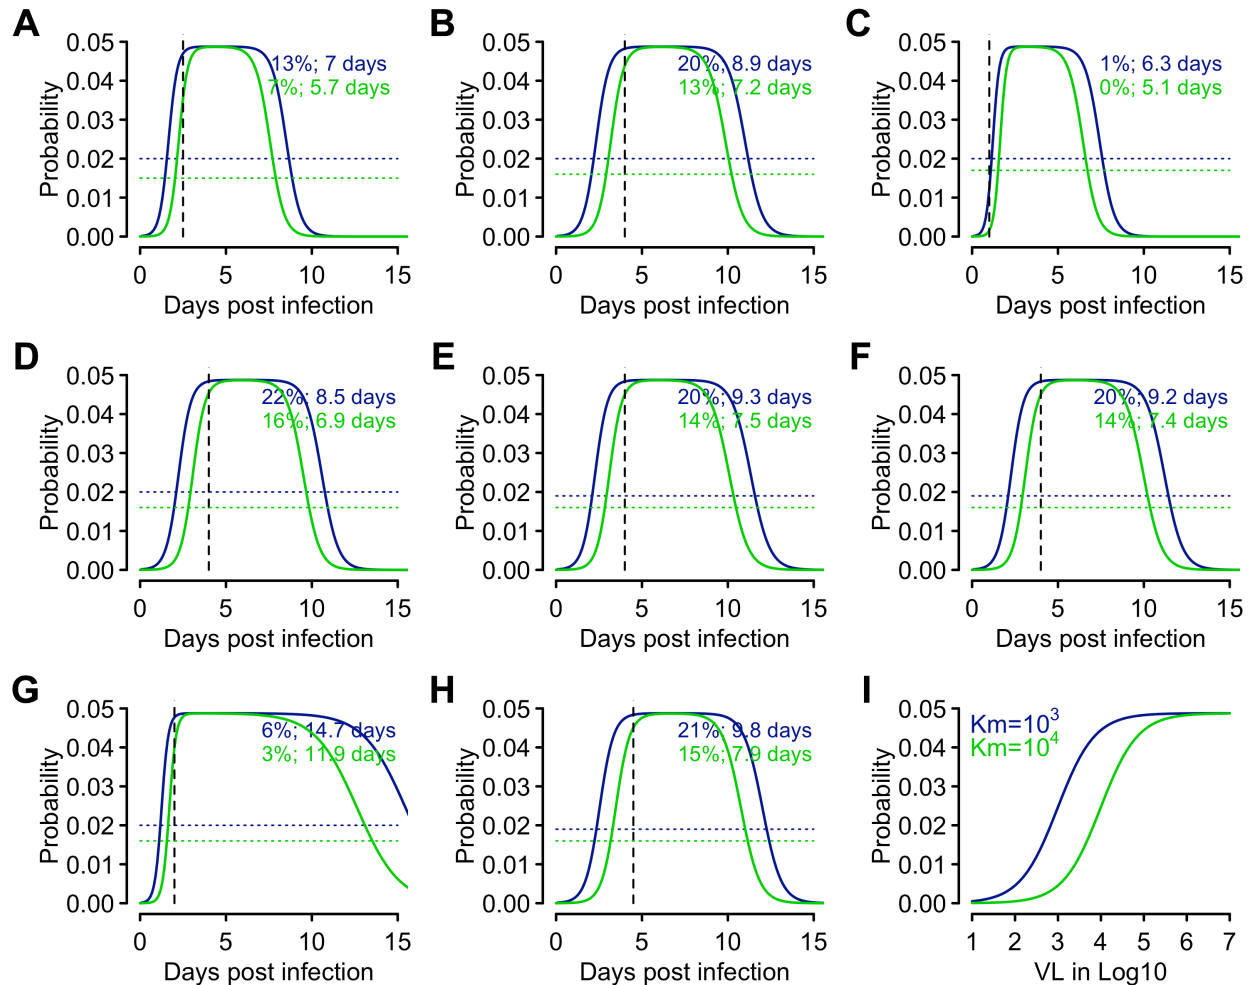 A
B
C
0.05
0.04
0.03
0.02
0.01
0.00
Probability
13%; 7 days
7%; 5.7 days
0
5
10
15
Days post infection
0.05
0.04
0.03
0.02
0.01
0.00
Probability
20%; 8.9 days
13%; 7.2 days
0
5
10
15
Days post infection
0.05
0.04
0.03
0.02
0.01
0.00
Probability
1%; 6.3 days
0%; 5.1 days
0
5
10
15
Days post infection
D
E
F
0.05
0.04
0.03
0.02
0.01
0.00
Probability
22%; 8.5 days
16%; 6.9 days
0
5
10
15
Days post infection
0.05
0.04
0.03
0.02
0.01
0.00
Probability
20%; 9.3 days
14%; 7.5 days
0
5
10
15
Days post infection
0.05
0.04
0.03
0.02
0.01
0.00
Probability
20%; 9.2 days
14%; 7.4 days
0
5
10
15
Days post infection
G
H
I
0.05
0.04
0.03
0.02
0.01
0.00
Probability
6%; 14.7 days
3%; 11.9 days
0
5
10
15
Days post infection
0.05
0.04
0.03
0.02
0.01
0.00
Probability
21%; 9.8 days
15%; 7.9 days
0
5
10
15
Days post infection
0.05
0.04
0.03
0.02
0.01
0.00
Probability
Km=10³
Km=10⁴
1
2
3
4
5
6
7
VL in Log10